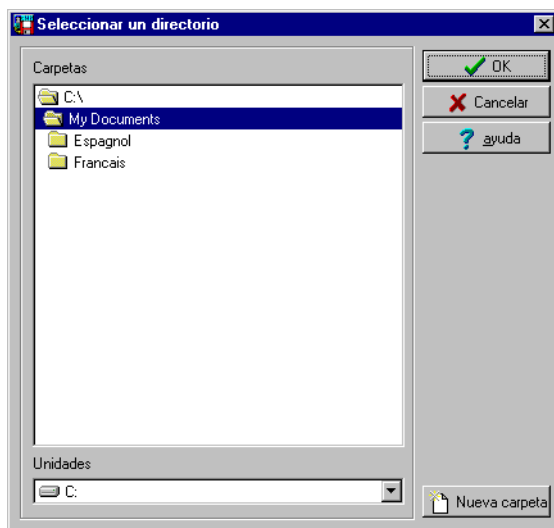 Seleccionar un directorio
Carpetas
C:\
My Documents
Espagnol
Francais
Unidades
C:
OK
Cancelar
ayuda
Nueva carpeta